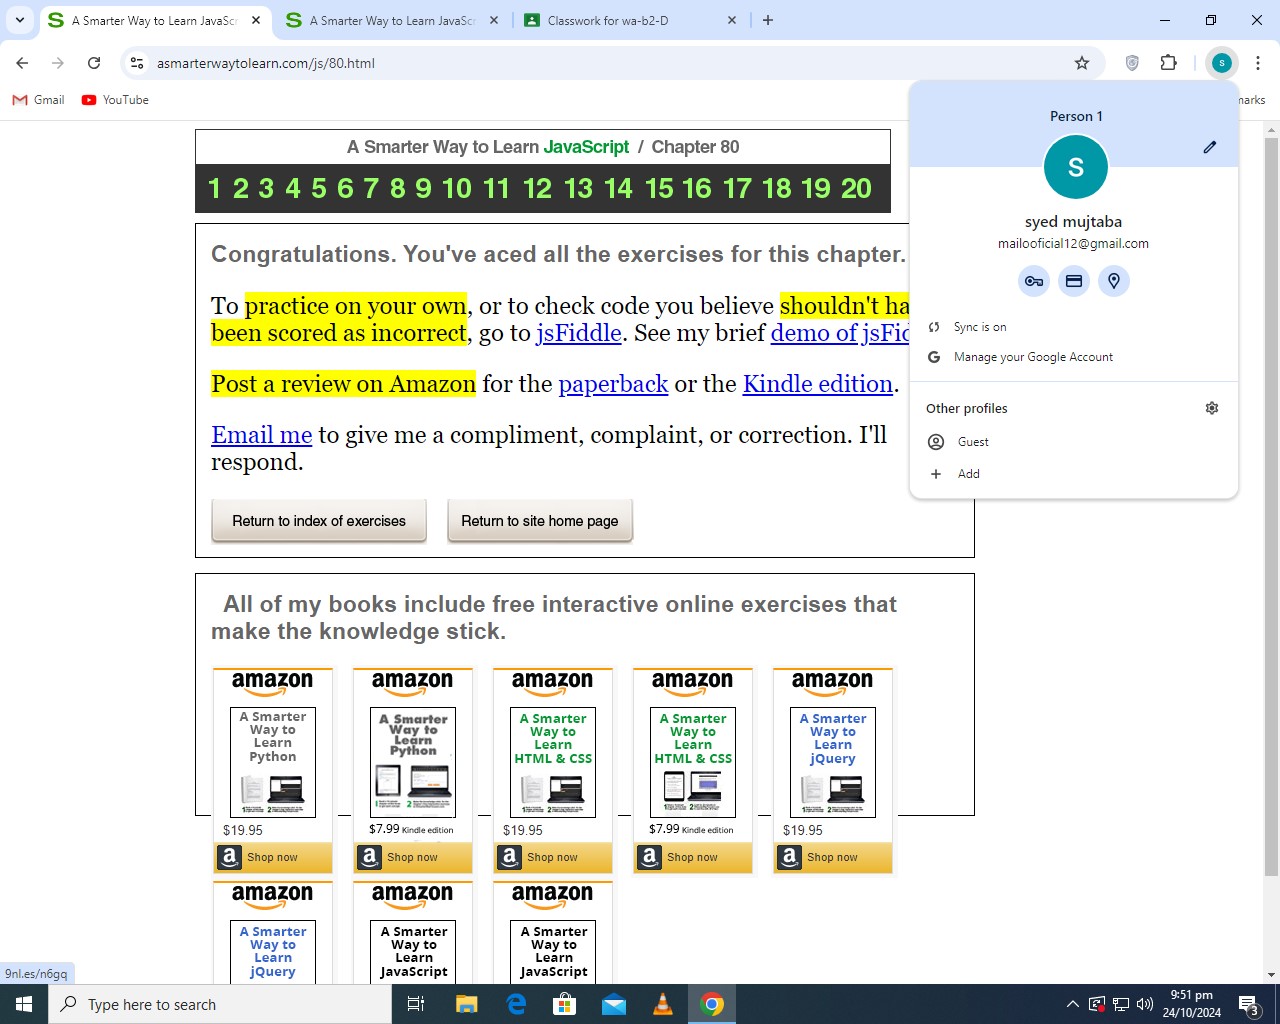 A Smarter Way to Learn JavaScr
A Smarter Way to Learn JavaScr
Classwork for wa-b2-D
asmarterwaytolearn.com/js/80.html
S
Gmail
YouTube
marks
A Smarter Way to Learn JavaScript / Chapter 80
1 2 3 4 5 6 7 8 9 10 11 12 13 14 15 16 17 18 19 20
Congratulations. You've aced all the exercises for this chapter.
To practice on your own, or to check code you believe shouldn't ha
been scored as incorrect, go to jsFiddle. See my brief demo of jsFid
Post a review on Amazon for the paperback or the Kindle edition.
Email me to give me a compliment, complaint, or correction. I'll
respond.
Return to index of exercises
Return to site home page
Person 1
S
syed mujtaba
mailooficial12@gmail.com
Sync is on
Manage your Google Account
Other profiles
Guest
Add
All of my books include free interactive online exercises that
make the knowledge stick.
amazon
A Smarter
Way to
Learn
Python
$19.95
Shop now
amazon
A Smarter
Way to
Learn
Python
$7.99 Kindle edition
Shop now
amazon
A Smarter
Way to
Learn
HTML & CSS
$19.95
Shop now
amazon
A Smarter
Way to
Learn
HTML & CSS
$7.99 Kindle edition
Shop now
amazon
A Smarter
Way to
Learn
jQuery
$19.95
Shop now
amazon
A Smarter
Way to
Learn
jQuery
amazon
A Smarter
Way to
Learn
JavaScript
amazon
A Smarter
Way to
Learn
JavaScript
9nl.es/n6gq
Type here to search
9:51 pm
24/10/2024
3